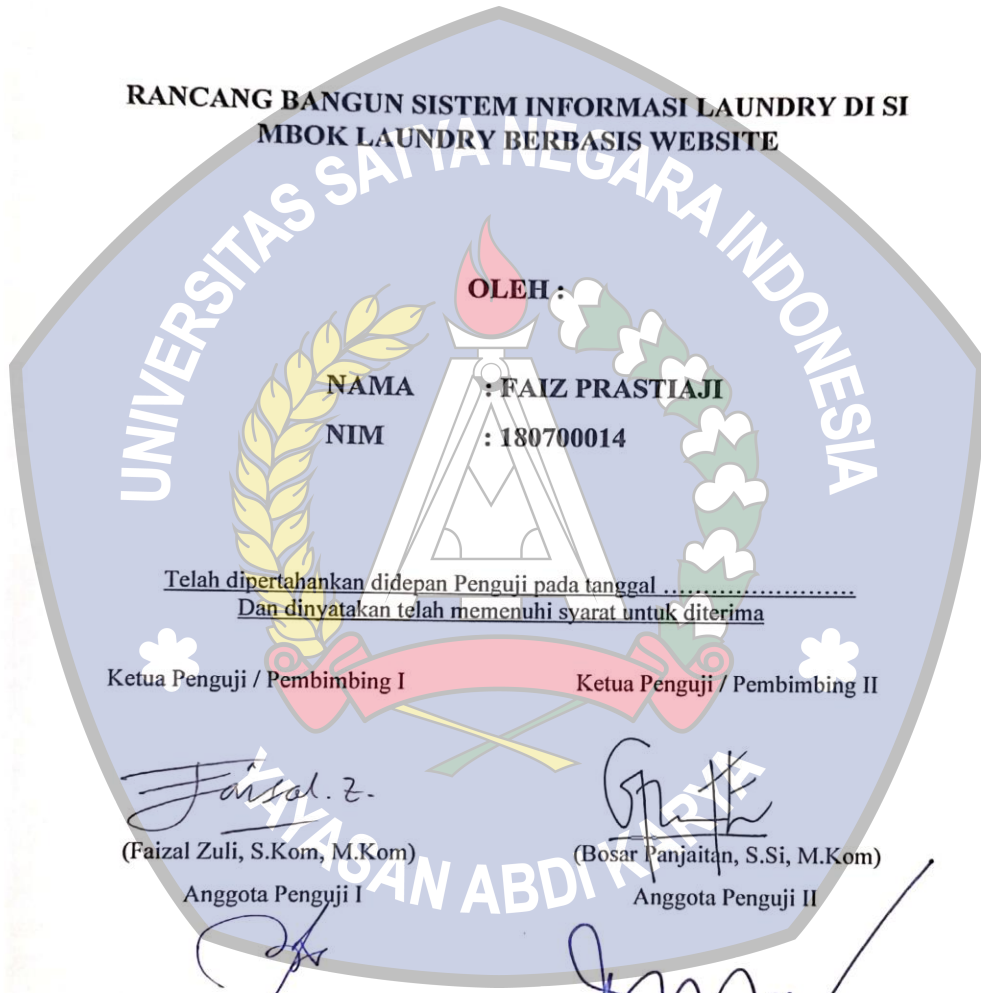 RANCANG BANGUN SISTEM INFORMASI LAUNDRY DI SI
MBOK LAUNDRY BERBASIS WEBSITE
UNIVERSITAS SATYA NEGARA INDONESIA
OLEH :
NAMA : FAIZ PRASTIAJI
NIM : 180700014
Telah dipertahankan didepan Penguji pada tanggal ........................
Dan dinyatakan telah memenuhi syarat untuk diterima
Ketua Penguji / Pembimbing I Ketua Penguji / Pembimbing II
Faisal. Z.
(Faizal Zuli, S.Kom, M.Kom) (Bosar Panjaitan, S.Si, M.Kom)
Anggota Penguji I Anggota Penguji II
YAYASAN ABDI KARYA